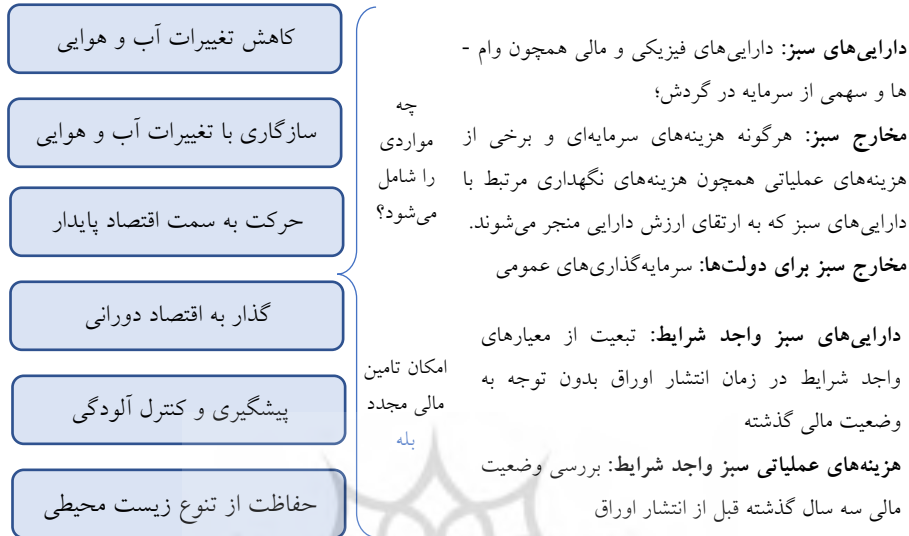 دارایی‌های سبز: دارایی‌های فیزیکی و مالی همچون وام -
ها و سهمی از سرمایه در گردش؛
مخارج سبز: هرگونه هزینه‌های سرمایه‌ای و برخی از
هزینه‌های عملیاتی همچون هزینه‌های نگهداری مرتبط با
دارایی‌های سبز که به ارتقای ارزش دارایی منجر می‌شوند.
مخارج سبز برای دولت‌ها: سرمایه‌گذاری‌های عمومی
دارایی‌های سبز واجد شرایط: تبعیت از معیارهای
واجد شرایط در زمان انتشار اوراق بدون توجه به
وضعیت مالی گذشته
هزینه‌های عملیاتی سبز واجد شرایط: بررسی وضعیت
مالی سه سال گذشته قبل از انتشار اوراق
چه
مواردی
را شامل
می‌شود؟
امکان تامین
مالی مجدد
بله
کاهش تغییرات آب و هوایی
سازگاری با تغییرات آب و هوایی
حرکت به سمت اقتصاد پایدار
گذار به اقتصاد دورانی
پیشگیری و کنترل آلودگی
حفاظت از تنوع زیست محیطی